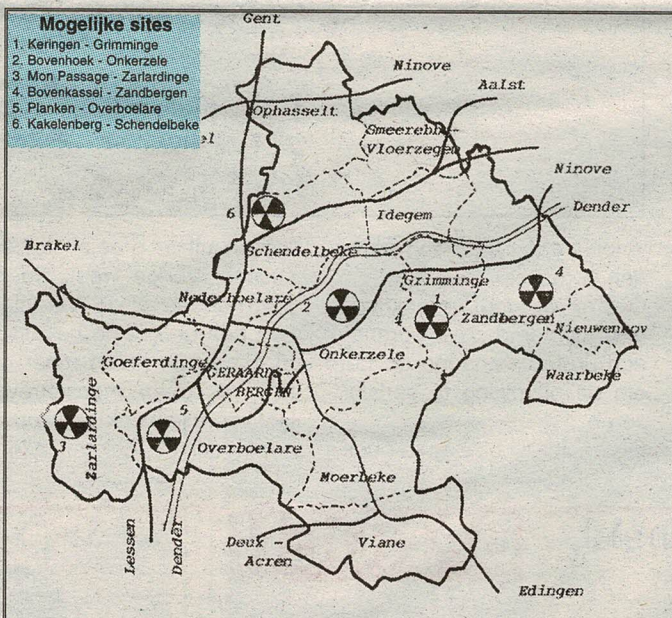 Mogelijke sites
1. Keringen - Grimminge
2. Bovenhoek - Onkerzele
3. Mon Passage - Zarlardinge
4. Bovenkassel - Zandbergen
5. Planken - Overboelare
6. Kakelenberg - Schendelbeke
Gent
Ninove
Aalst
Ophasselt
Smeerebbe-
Vloerzegem
Ninove
6
Idegem
Dender
Brakel
Schendelbeke
4
Grimminge
Nederboelare
2
1
Zandbergen
Nieuwenhov
Onkerzele
Goeferdinge
GERAARDS-
BERGEN
Waarbeke
5
3
Zarlardinge
Overboelare
Moerbeke
Lessen
Dender
Deux -
Acren
Viane
Edingen